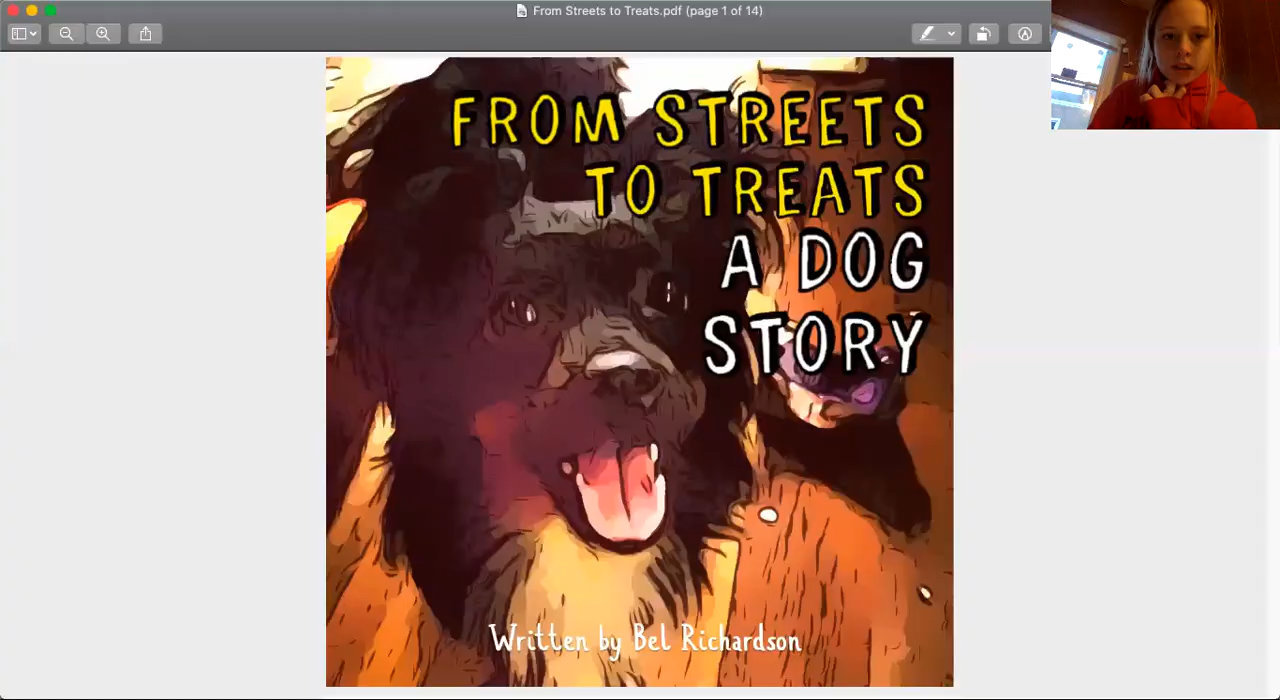 From Streets to Treats.pdf (page 1 of 14)
FROM STREETS
TO TREATS
A DOG
STORY
Written by Bel Richardson